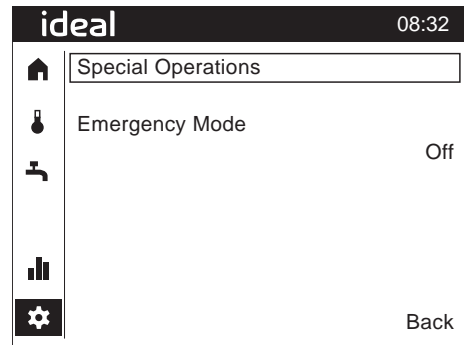 ideal 08:32
Special Operations
Emergency Mode
Off
Back